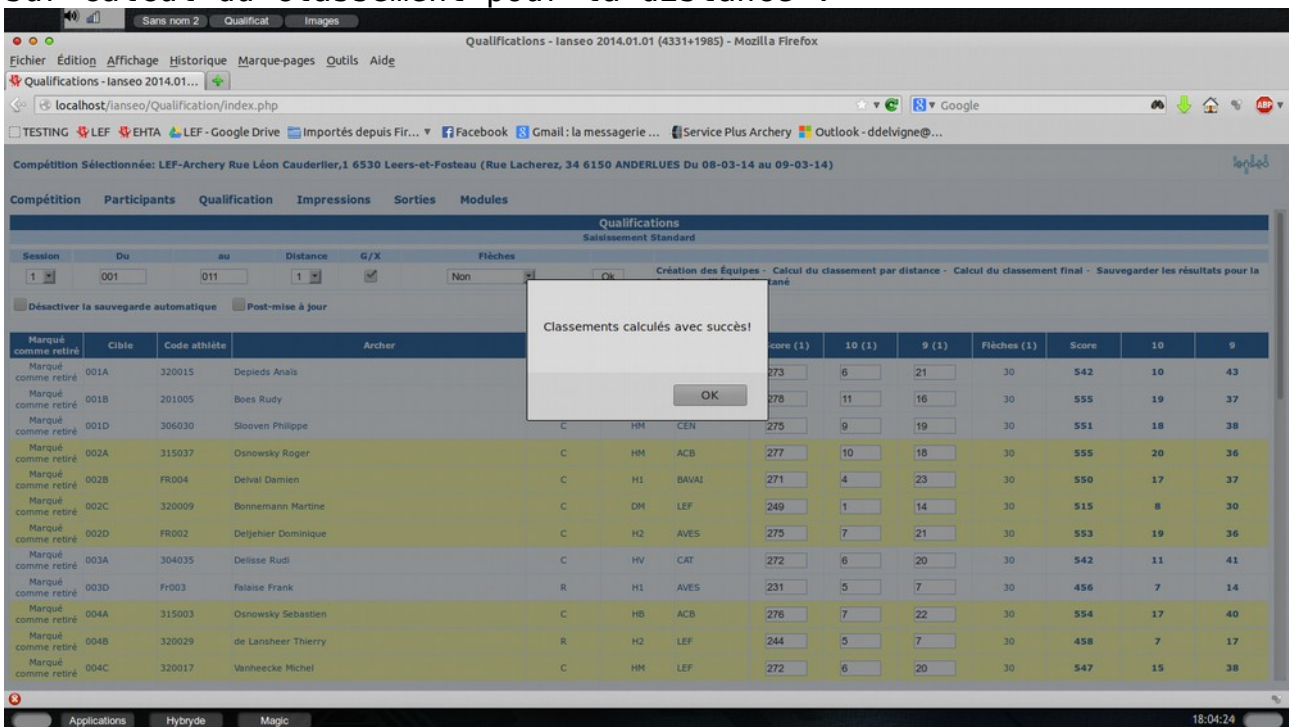 sur calcul du classement pour la distance :
Sans nom 2 Qualificat Images
Qualifications - Ianseo 2014.01.01 (4331+1985) - Mozilla Firefox
Fichier Édition Affichage Historique Marque-pages Outils Aide
Qualifications - Ianseo 2014.01...
localhost/ianseo/Qualification/index.php Google
TESTING LEF EHTA LEF - Google Drive Importés depuis Fir... Facebook Gmail : la messagerie ... Service Plus Archery Outlook - ddelvigne@...
Compétition Sélectionnée: LEF-Archery Rue Léon Cauderlier,1 6530 Leers-et-Fosteau (Rue Lacherez, 34 6150 ANDERLUES Du 08-03-14 au 09-03-14)
Compétition Participants Qualification Impressions Sorties Modules
Qualifications
Saisissement Standard
Session Du au Distance G/X Flèches
1 001 011 1 Non Ok Création des Équipes - Calcul du classement par distance - Calcul du classement final - Sauvegarder les résultats pour la
Désactiver la sauvegarde automatique Post-mise à jour
Classements calculés avec succès!
OK
Marqué comme retiré Cible Code athlète Archer Score (1) 10 (1) 9 (1) Flèches (1) Score 10 9
Marqué comme retiré 001A 320015 Depieds Anaïs 273 6 21 30 542 10 43
Marqué comme retiré 001B 201005 Boes Rudy 278 11 16 30 555 19 37
Marqué comme retiré 001D 306030 Slooven Philippe C HM CEN 275 9 19 30 551 18 38
Marqué comme retiré 002A 315037 Osnowsky Roger C HM ACB 277 10 18 30 555 20 36
Marqué comme retiré 002B FR004 Delval Damien C H1 BAVAI 271 4 23 30 550 17 37
Marqué comme retiré 002C 320009 Bonnemann Martine C DM LEF 249 1 14 30 515 8 30
Marqué comme retiré 002D FR002 Deljehier Dominique C H2 AVES 275 7 21 30 553 19 36
Marqué comme retiré 003A 304035 Delisse Rudi C HV CAT 272 6 20 30 542 11 41
Marqué comme retiré 003D Fr003 Falaise Frank R H1 AVES 231 5 7 30 456 7 14
Marqué comme retiré 004A 315003 Osnowsky Sebastien C HB ACB 276 7 22 30 554 17 40
Marqué comme retiré 004B 320029 de Lansheer Thierry R H2 LEF 244 5 7 30 458 7 17
Marqué comme retiré 004C 320017 Vanheecke Michel C HM LEF 272 6 20 30 547 15 38
Applications Hybryde Magic 18:04:24